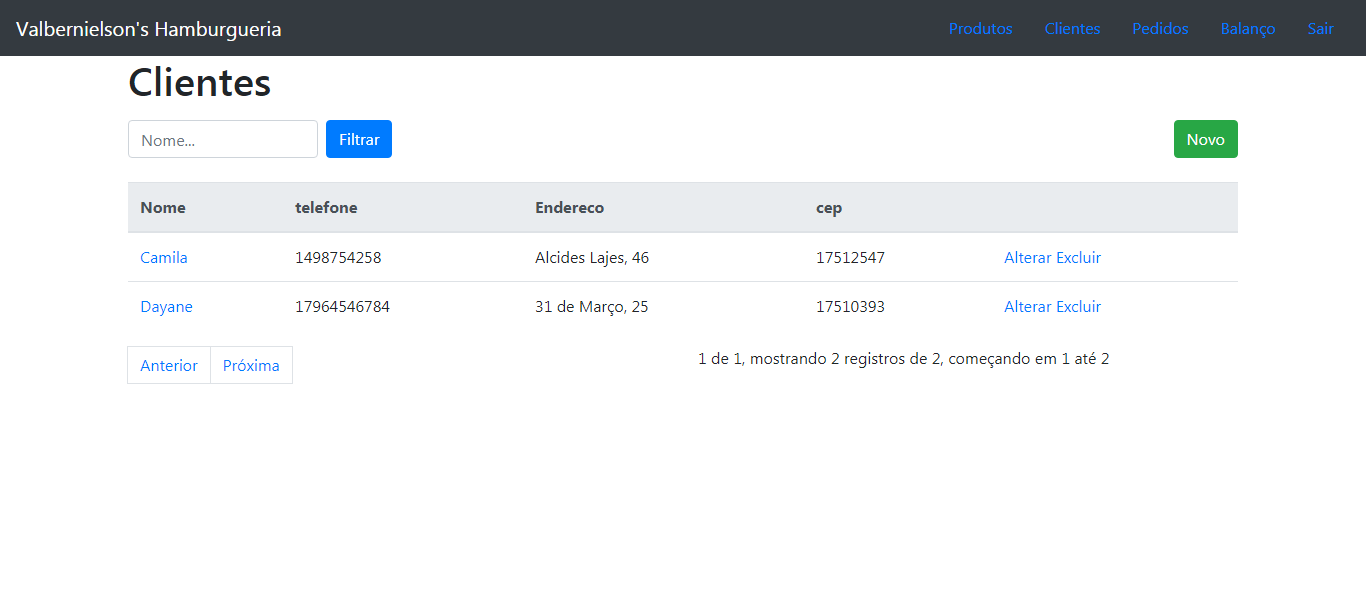 Valbernielson's Hamburgueria Produtos Clientes Pedidos Balanço Sair
Clientes
Nome... Filtrar Novo
Nome telefone Endereco cep
Camila 1498754258 Alcides Lajes, 46 17512547 Alterar Excluir
Dayane 17964546784 31 de Março, 25 17510393 Alterar Excluir
Anterior Próxima 1 de 1, mostrando 2 registros de 2, começando em 1 até 2